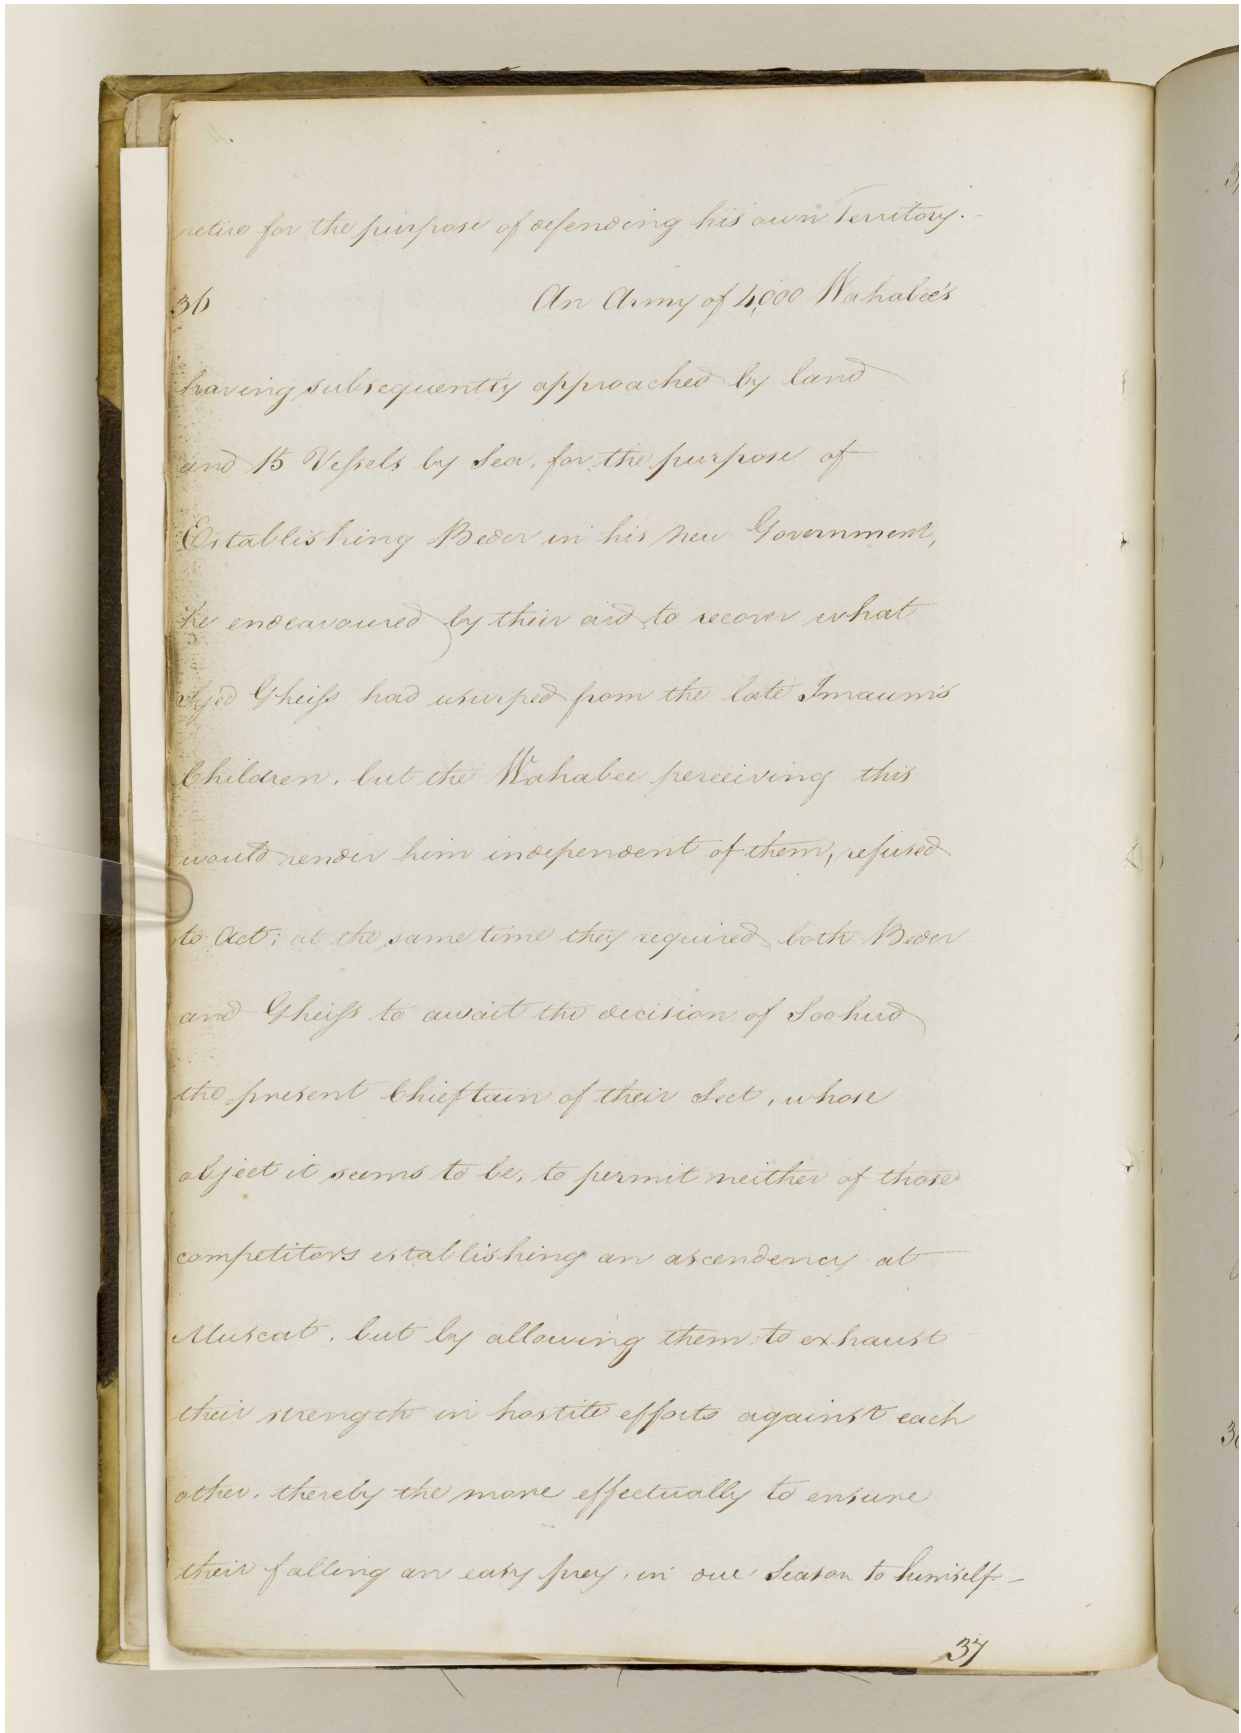 retire for the purpose of defending his own Territory.-
36 An Army of 4,000 Wahabee's
having subsequently approached by land
and 15 Vessels by Sea, for the purpose of
Establishing Beder in his new Government,
he endeavoured by their aid to recover what
Syed Gheiss had usurped from the late Imaum's
Children, but the Wahabee perceiving this
would render him independent of them, refused
to Act; at the same time they required both Beder
and Gheiss to await the decision of Soohud
the present Chieftain of their Sect, whose
object it seems to be, to permit neither of those
competitors establishing an ascendency at
Muscat, but by allowing them to exhaust
their strength in hostile efforts against each
other, thereby the more effectually to ensure
their falling an easy prey, in due Season to himself-
37